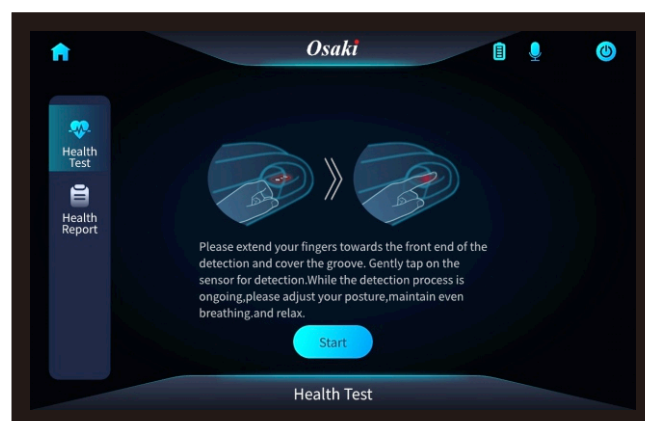 Osaki
Health
Test
Health
Report
Please extend your fingers towards the front end of the
detection and cover the groove. Gently tap on the
sensor for detection.While the detection process is
ongoing,please adjust your posture,maintain even
breathing.and relax.
Start
Health Test